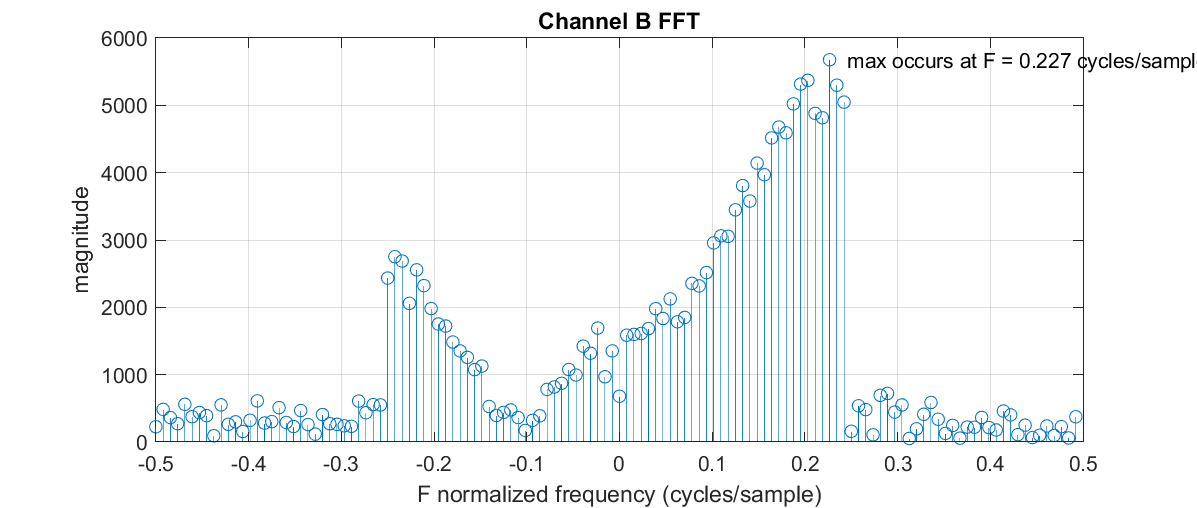 Channel B FFT
6000
5000
4000
3000
2000
1000
0
magnitude
max occurs at F = 0.227 cycles/sampl
-0.5 -0.4 -0.3 -0.2 -0.1 0 0.1 0.2 0.3 0.4 0.5
F normalized frequency (cycles/sample)